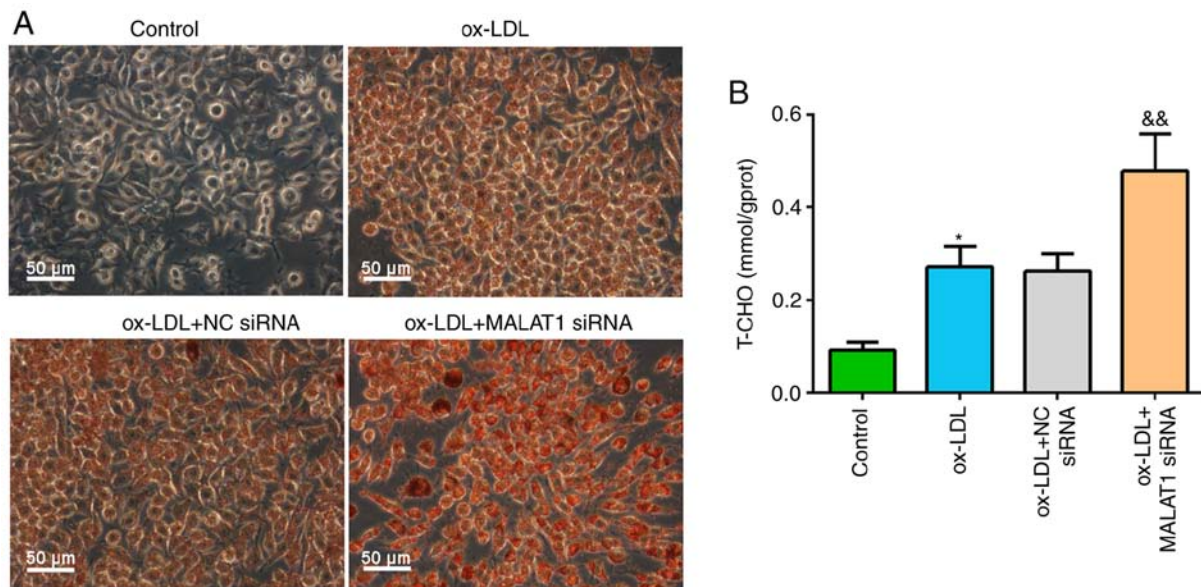 A
Control
ox-LDL
50 µm
50 µm
ox-LDL+NC siRNA
ox-LDL+MALAT1 siRNA
50 µm
50 µm
B
T-CHO (mmol/gprot)
0.6
0.4
0.2
0.0
*
&&
Control
ox-LDL
ox-LDL+NC
siRNA
ox-LDL+
MALAT1 siRNA